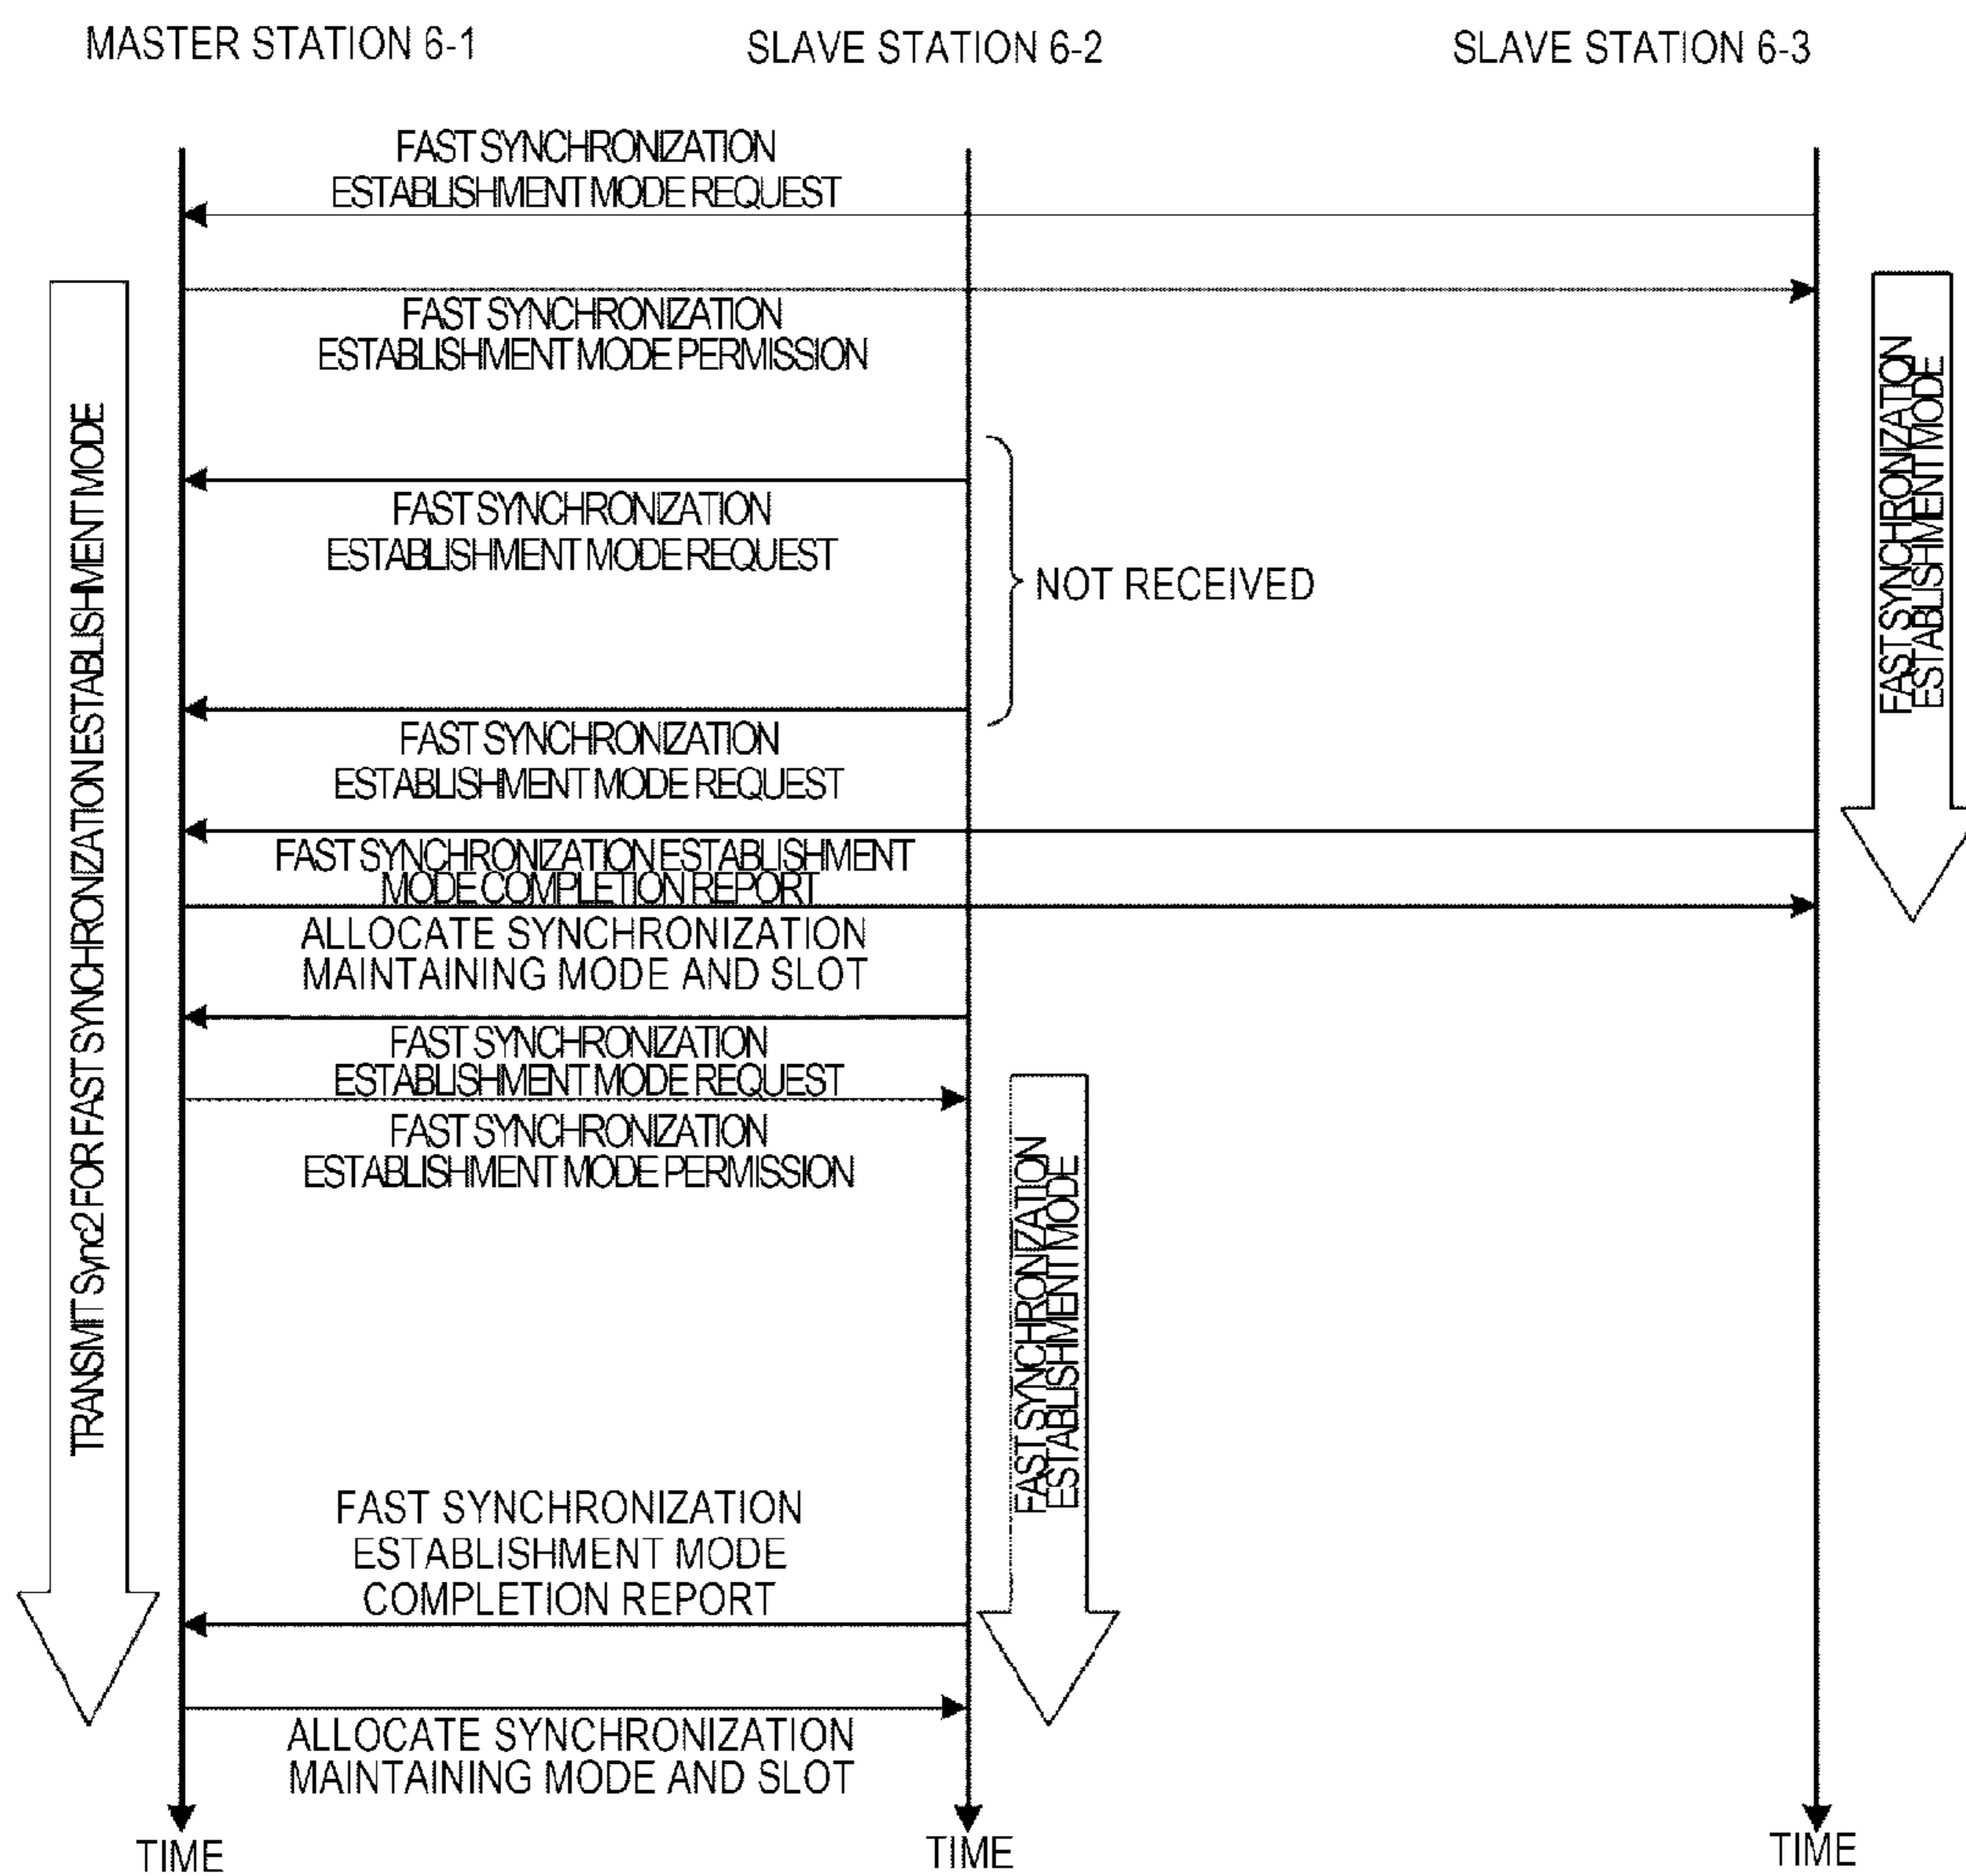 MASTER STATION 6-1
SLAVE STATION 6-2
SLAVE STATION 6-3
FAST SYNCHRONIZATION
ESTABLISHMENT MODE REQUEST
FAST SYNCHRONIZATION
ESTABLISHMENT MODE PERMISSION
FAST SYNCHRONIZATION
ESTABLISHMENT MODE REQUEST
NOT RECEIVED
FAST SYNCHRONIZATION
ESTABLISHMENT MODE REQUEST
FAST SYNCHRONIZATION ESTABLISHMENT
MODE COMPLETION REPORT
ALLOCATE SYNCHRONIZATION
MAINTAINING MODE AND SLOT
FAST SYNCHRONIZATION
ESTABLISHMENT MODE REQUEST
FAST SYNCHRONIZATION
ESTABLISHMENT MODE PERMISSION
FAST SYNCHRONIZATION
ESTABLISHMENT MODE
COMPLETION REPORT
ALLOCATE SYNCHRONIZATION
MAINTAINING MODE AND SLOT
TRANSMIT Sync2 FOR FAST SYNCHRONIZATION ESTABLISHMENT MODE
FAST SYNCHRONIZATION
ESTABLISHMENT MODE
FAST SYNCHRONIZATION
ESTABLISHMENT MODE
TIME
TIME
TIME